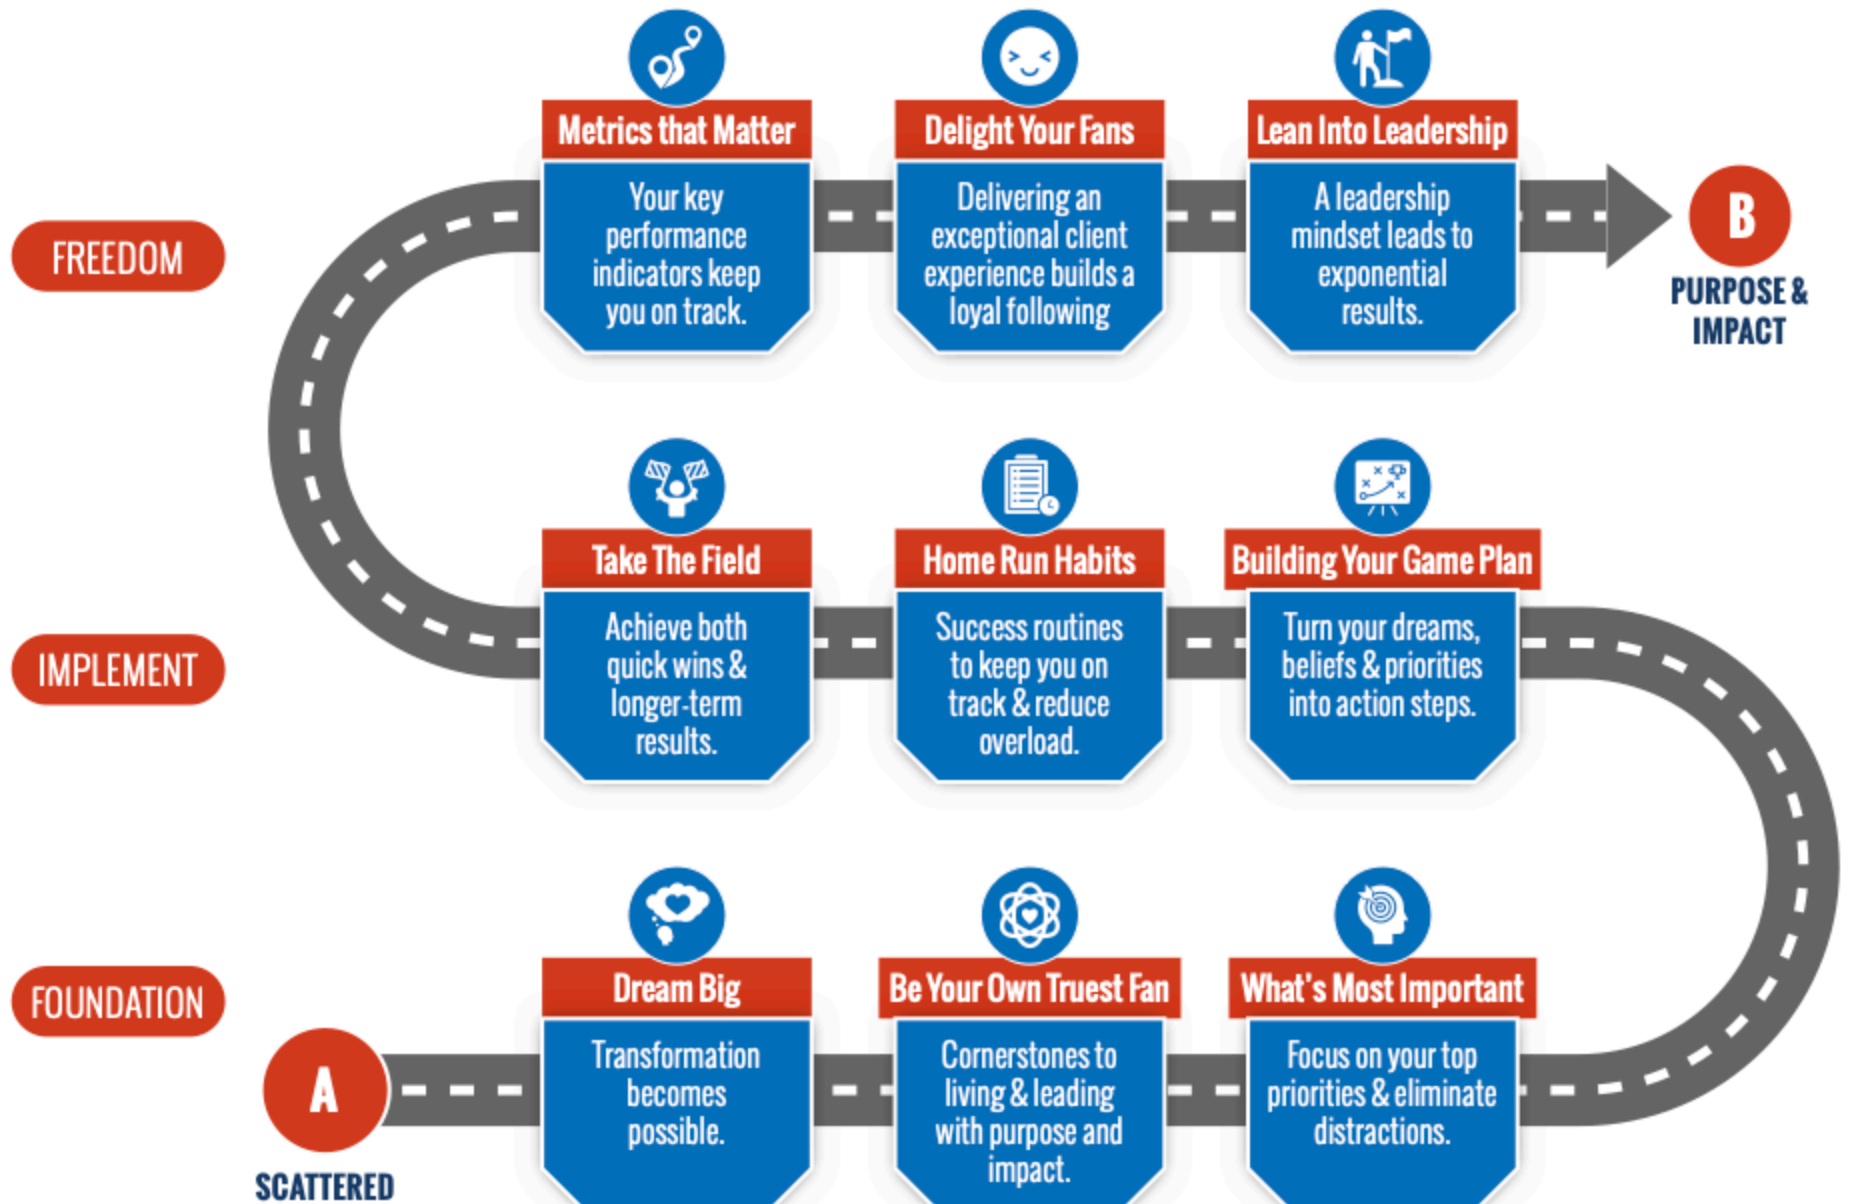 Metrics that Matter
Your key
performance
indicators keep
you on track.
Delight Your Fans
Delivering an
exceptional client
experience builds a
loyal following
Lean Into Leadership
A leadership
mindset leads to
exponential
results.
B
PURPOSE &
IMPACT
FREEDOM
Take The Field
Achieve both
quick wins &
longer-term
results.
Home Run Habits
Success routines
to keep you on
track & reduce
overload.
Building Your Game Plan
Turn your dreams,
beliefs & priorities
into action steps.
IMPLEMENT
FOUNDATION
A
SCATTERED
Dream Big
Transformation
becomes
possible.
Be Your Own Truest Fan
Cornerstones to
living & leading
with purpose and
impact.
What's Most Important
Focus on your top
priorities & eliminate
distractions.